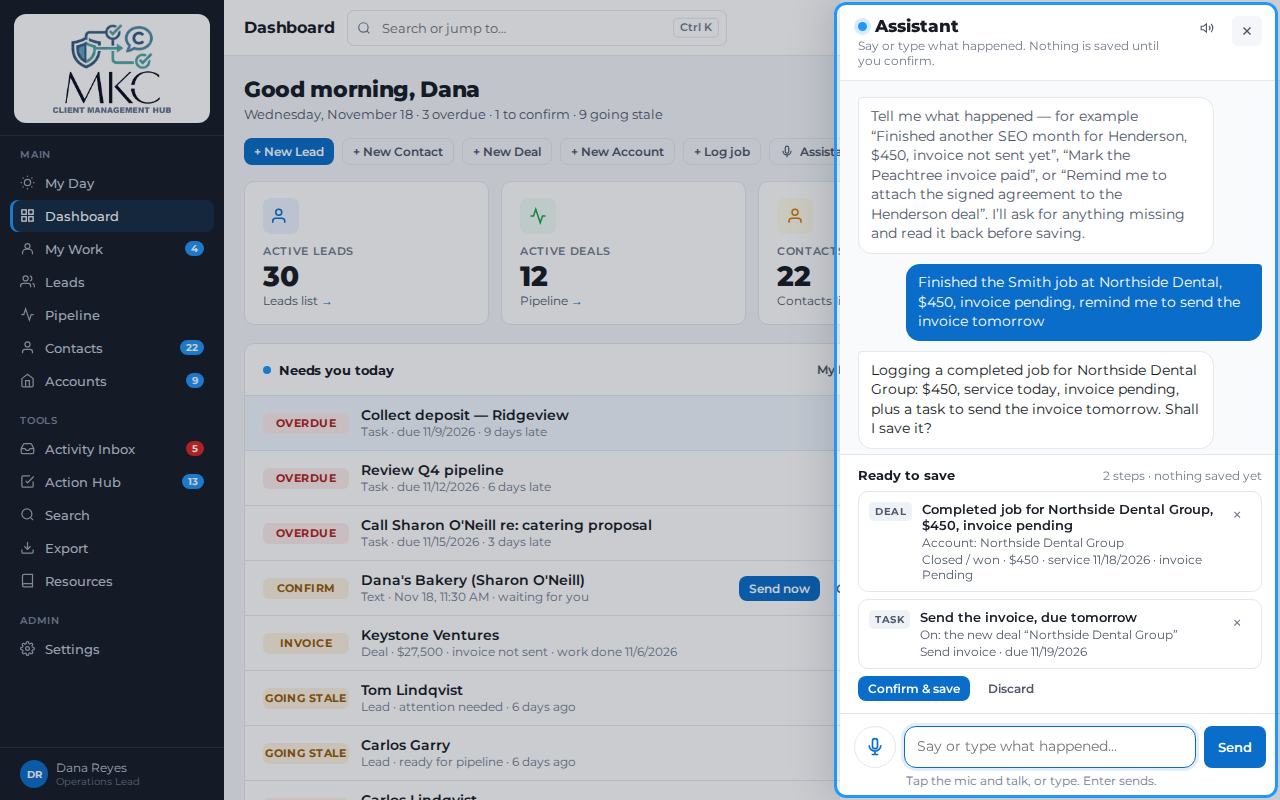 MKC
CLIENT MANAGEMENT HUB
MAIN
My Day
Dashboard
My Work
4
Leads
Pipeline
Contacts
22
Accounts
9
TOOLS
Activity Inbox
5
Action Hub
13
Search
Export
Resources
ADMIN
Settings
DR
Dana Reyes
Operations Lead
Dashboard
Search or jump to...
Ctrl K
Good morning, Dana
Wednesday, November 18 · 3 overdue · 1 to confirm · 9 going stale
+ New Lead
+ New Contact
+ New Deal
+ New Account
+ Log job
ACTIVE LEADS
30
Leads list →
ACTIVE DEALS
12
Pipeline →
22
Contacts
Needs you today
My
OVERDUE
Collect deposit — Ridgeview
Task · due 11/9/2026 · 9 days late
OVERDUE
Review Q4 pipeline
Task · due 11/12/2026 · 6 days late
OVERDUE
Call Sharon O'Neill re: catering proposal
Task · due 11/15/2026 · 3 days late
CONFIRM
Dana's Bakery (Sharon O'Neill)
Text · Nov 18, 11:30 AM · waiting for you
Send now
INVOICE
Keystone Ventures
Deal · $27,500 · invoice not sent · work done 11/6/2026
GOING STALE
Tom Lindqvist
Lead · attention needed · 6 days ago
GOING STALE
Carlos Garry
Lead · ready for pipeline · 6 days ago
Carlos Lindqvist
Assistant
Say or type what happened. Nothing is saved until
you confirm.
Tell me what happened — for example
“Finished another SEO month for Henderson,
$450, invoice not sent yet”, “Mark the
Peachtree invoice paid”, or “Remind me to
attach the signed agreement to the
Henderson deal”. I’ll ask for anything missing
and read it back before saving.
Finished the Smith job at Northside Dental,
$450, invoice pending, remind me to send the
invoice tomorrow
Logging a completed job for Northside Dental
Group: $450, service today, invoice pending,
plus a task to send the invoice tomorrow. Shall
I save it?
Ready to save
2 steps · nothing saved yet
DEAL
Completed job for Northside Dental Group,
$450, invoice pending
Account: Northside Dental Group
Closed / won · $450 · service 11/18/2026 · invoice
Pending
TASK
Send the invoice, due tomorrow
On: the new deal “Northside Dental Group”
Send invoice · due 11/19/2026
Confirm & save
Discard
Say or type what happened...
Send
Tap the mic and talk, or type. Enter sends.